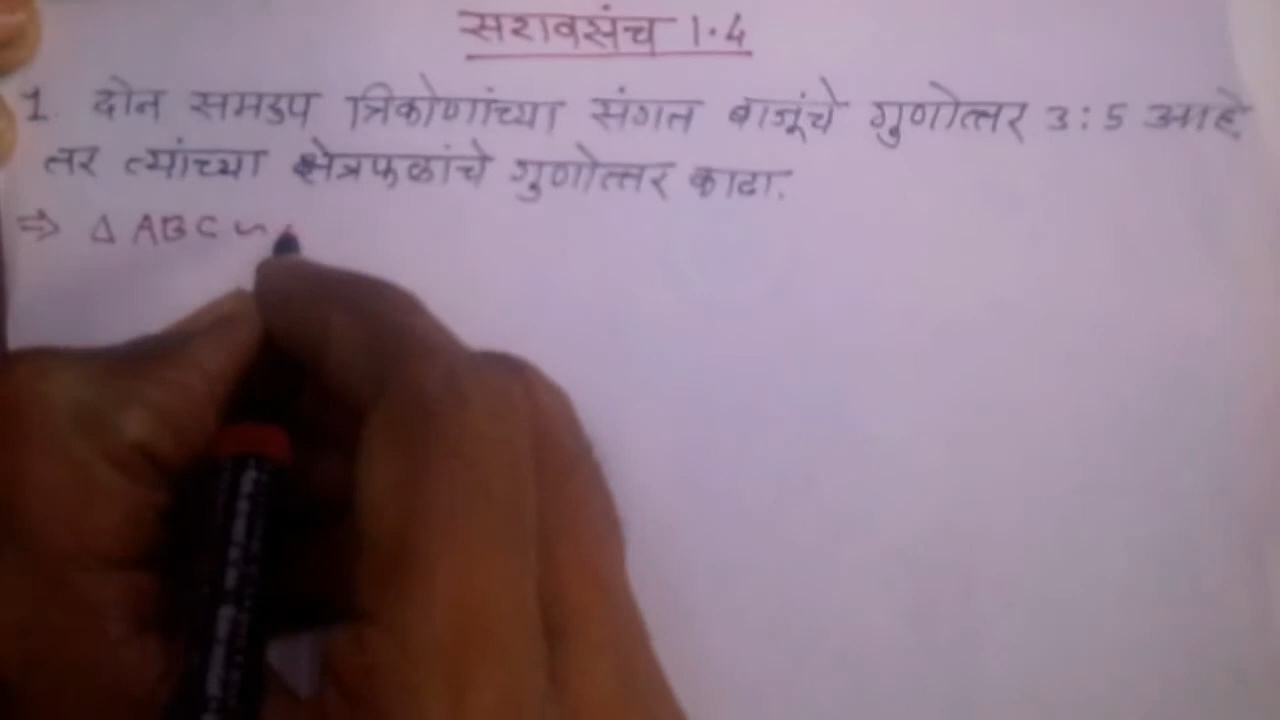 सरावसंच 1.4
1. दोन समरुप त्रिकोणांच्या संगत बाजूंचे गुणोत्तर 3:5 आहे
तर त्यांच्या क्षेत्रफळांचे गुणोत्तर काढा.
⇒ Δ ABC ~